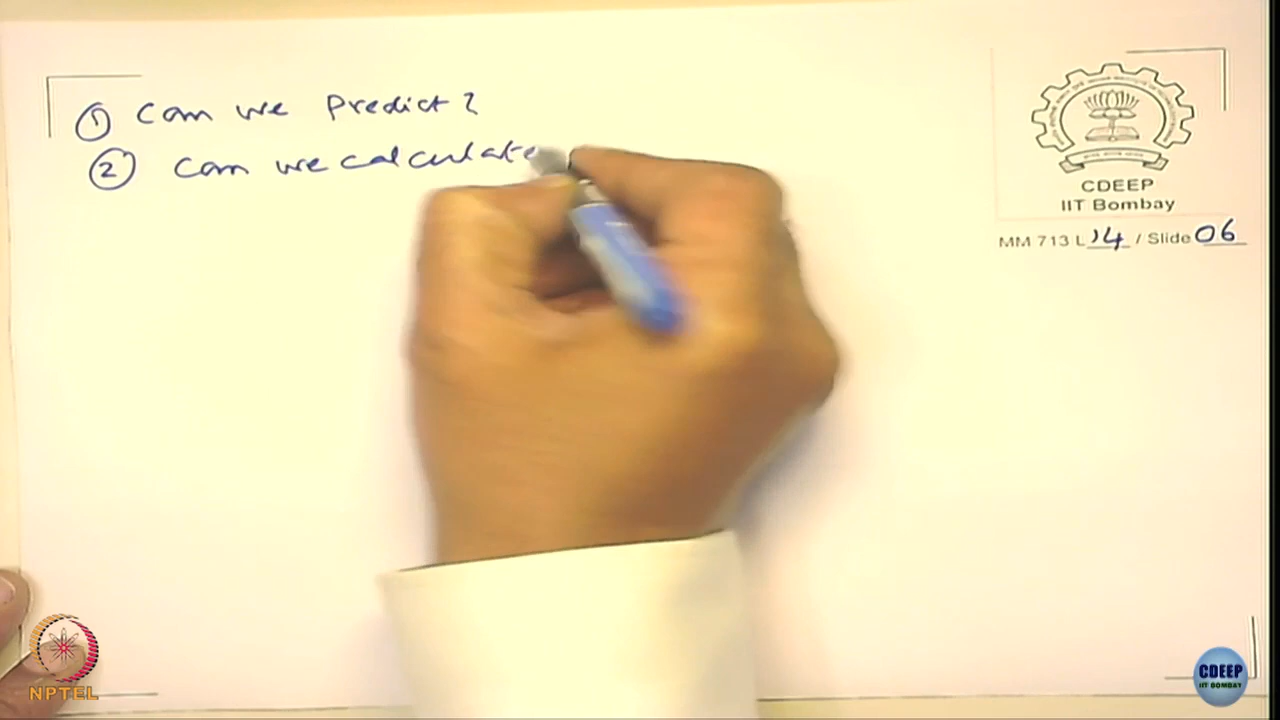 ① Can we Predict?
② Can we calculate
CDEEP
IIT Bombay
MM 713 L 14 / Slide 06
NPTEL
CDEEP
IIT BOMBAY